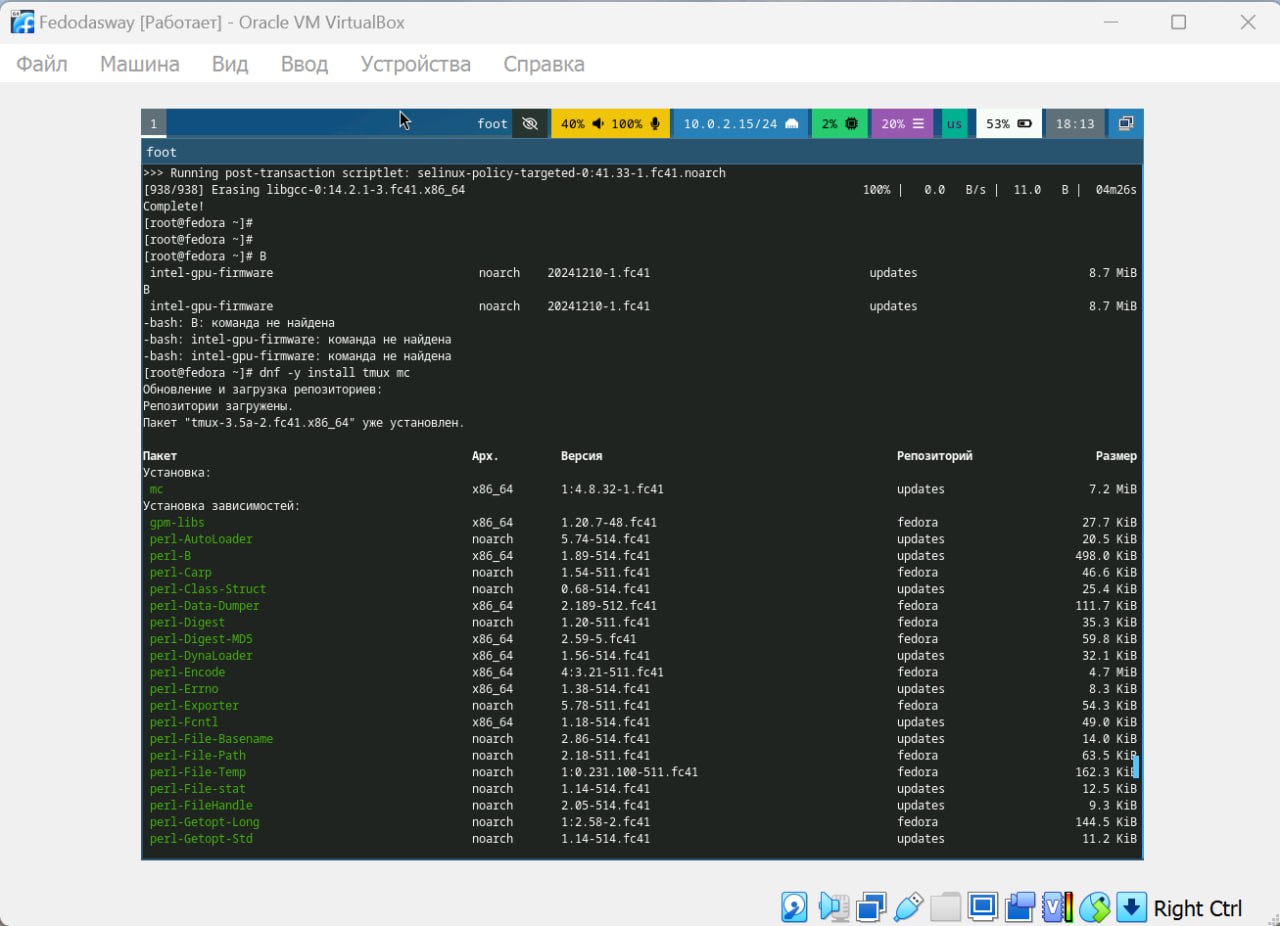 Fedodasway [Работает] - Oracle VM VirtualBox
Файл Машина Вид Ввод Устройства Справка
1 foot 40% 100% 10.0.2.15/24 2% 20% us 53% 18:13
foot
>>> Running post-transaction scriptlet: selinux-policy-targeted-0:41.33-1.fc41.noarch
[938/938] Erasing libgcc-0:14.2.1-3.fc41.x86_64 100% | 0.0 B/s | 11.0 B | 04m26s
Complete!
[root@fedora ~]#
[root@fedora ~]#
[root@fedora ~]# B
intel-gpu-firmware noarch 20241210-1.fc41 updates 8.7 MiB
B
intel-gpu-firmware noarch 20241210-1.fc41 updates 8.7 MiB
-bash: B: команда не найдена
-bash: intel-gpu-firmware: команда не найдена
-bash: intel-gpu-firmware: команда не найдена
[root@fedora ~]# dnf -y install tmux mc
Обновление и загрузка репозиториев:
Репозитории загружены.
Пакет "tmux-3.5a-2.fc41.x86_64" уже установлен.
Пакет Арх. Версия Репозиторий Размер
Установка:
mc x86_64 1:4.8.32-1.fc41 updates 7.2 MiB
Установка зависимостей:
gpm-libs x86_64 1.20.7-48.fc41 fedora 27.7 KiB
perl-AutoLoader noarch 5.74-514.fc41 updates 20.5 KiB
perl-B x86_64 1.89-514.fc41 updates 498.0 KiB
perl-Carp noarch 1.54-511.fc41 fedora 46.6 KiB
perl-Class-Struct noarch 0.68-514.fc41 updates 25.4 KiB
perl-Data-Dumper x86_64 2.189-512.fc41 fedora 111.7 KiB
perl-Digest noarch 1.20-511.fc41 fedora 35.3 KiB
perl-Digest-MD5 x86_64 2.59-5.fc41 fedora 59.8 KiB
perl-DynaLoader x86_64 1.56-514.fc41 updates 32.1 KiB
perl-Encode x86_64 4:3.21-511.fc41 fedora 4.7 MiB
perl-Errno x86_64 1.38-514.fc41 updates 8.3 KiB
perl-Exporter noarch 5.78-511.fc41 fedora 54.3 KiB
perl-Fcntl x86_64 1.18-514.fc41 updates 49.0 KiB
perl-File-Basename noarch 2.86-514.fc41 updates 14.0 KiB
perl-File-Path noarch 2.18-511.fc41 fedora 63.5 KiB
perl-File-Temp noarch 1:0.231.100-511.fc41 fedora 162.3 KiB
perl-File-stat noarch 1.14-514.fc41 updates 12.5 KiB
perl-FileHandle noarch 2.05-514.fc41 updates 9.3 KiB
perl-Getopt-Long noarch 1:2.58-2.fc41 fedora 144.5 KiB
perl-Getopt-Std noarch 1.14-514.fc41 updates 11.2 KiB
Right Ctrl